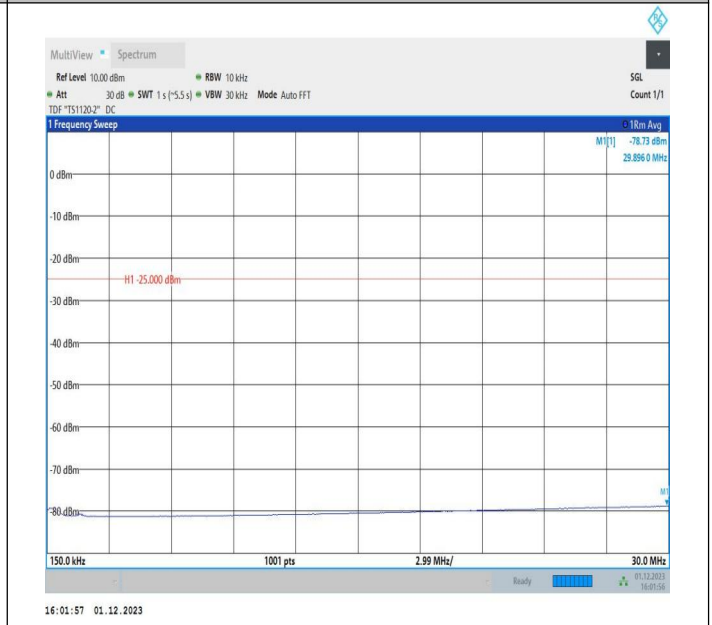 R S
MultiView Spectrum
Ref Level 10.00 dBm RBW 10 kHz SGL
Att 30 dB SWT 1 s (~5.5 s) VBW 30 kHz Mode Auto FFT Count 1/1
TDF "TS1120-2" DC
1 Frequency Sweep 1Rm Avg
M1[1] -78.73 dBm
29.896 0 MHz
0 dBm
-10 dBm
-20 dBm
H1 -25.000 dBm
-30 dBm
-40 dBm
-50 dBm
-60 dBm
-70 dBm
M1
-80 dBm
150.0 kHz 1001 pts 2.99 MHz/ 30.0 MHz
Ready 01.12.2023
16:01:56
16:01:57 01.12.2023